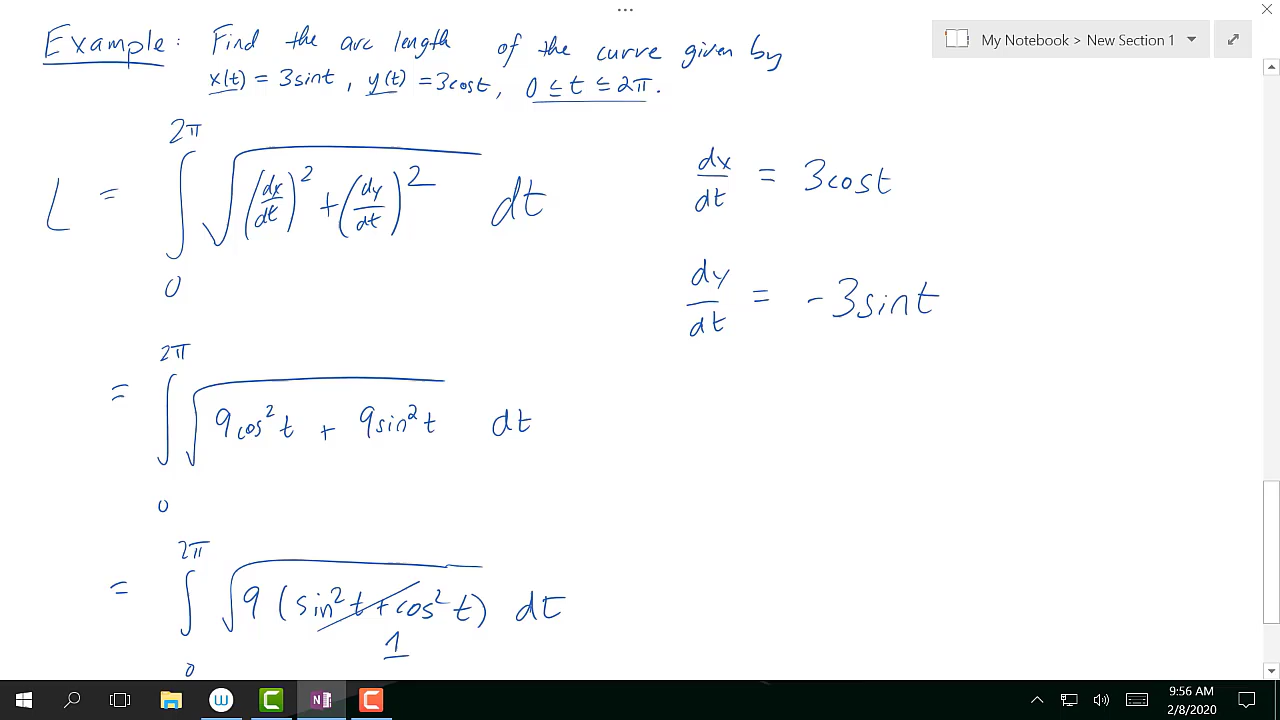 ...
Example: Find the arc length of the curve given by
x(t) = 3sint, y(t) = 3cost, 0 ≤ t ≤ 2π.
My Notebook > New Section 1
L = ∫₀^2π √((dx/dt)² + (dy/dt)²) dt
dx/dt = 3cost
dy/dt = -3sint
= ∫₀^2π √(9cos²t + 9sin²t) dt
= ∫₀^2π √(9(sin²t + cos²t)) dt
1
W
N
9:56 AM
2/8/2020